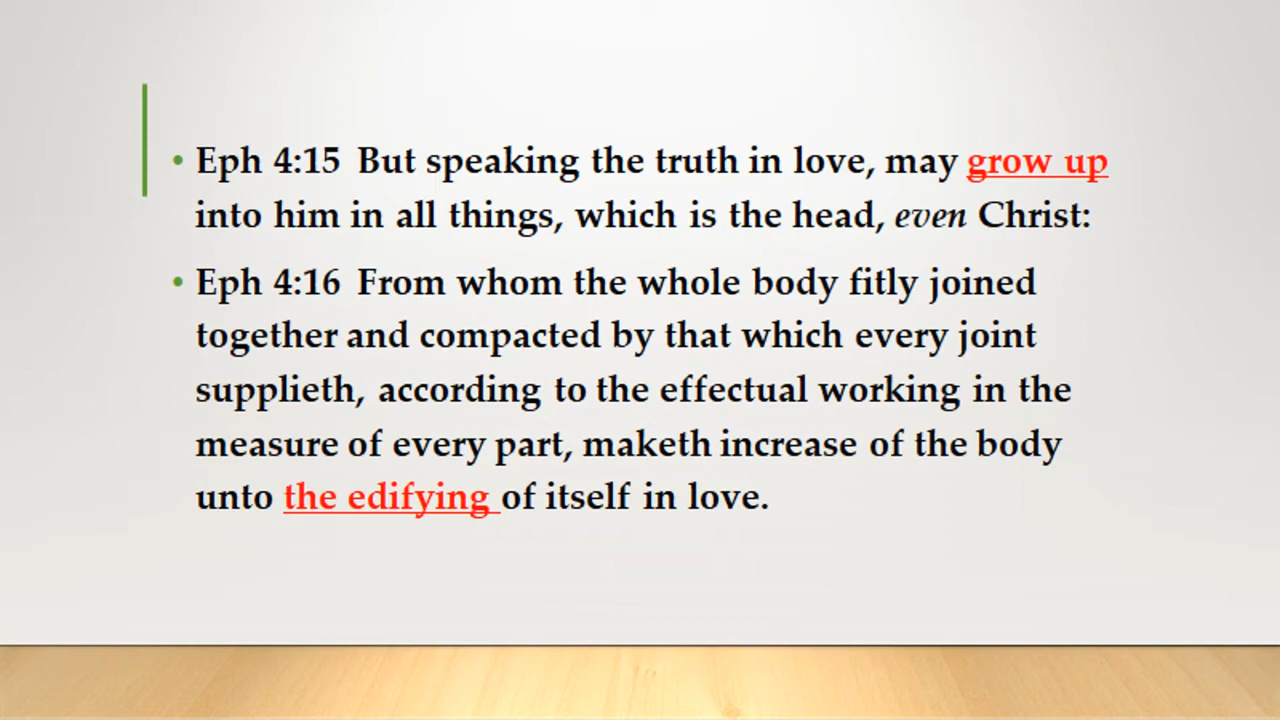 • Eph 4:15 But speaking the truth in love, may grow up
into him in all things, which is the head, even Christ:
• Eph 4:16 From whom the whole body fitly joined
together and compacted by that which every joint
supplieth, according to the effectual working in the
measure of every part, maketh increase of the body
unto the edifying of itself in love.